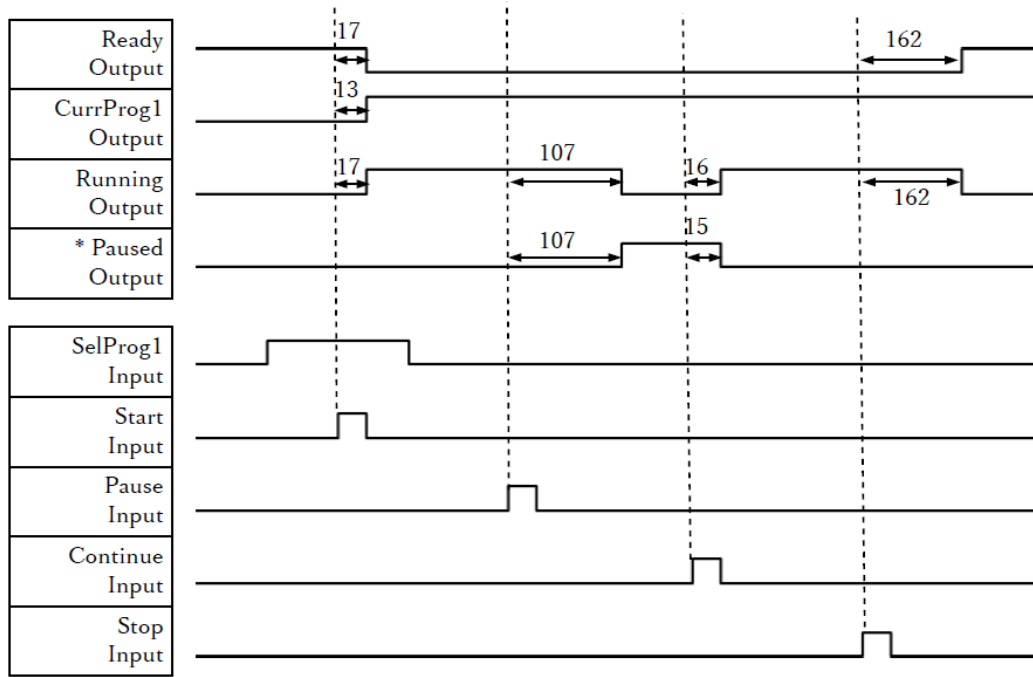 Ready
Output
17
162
CurrProg1
Output
13
Running
Output
17
107
16
162
* Paused
Output
107
15
SelProg1
Input
Start
Input
Pause
Input
Continue
Input
Stop
Input